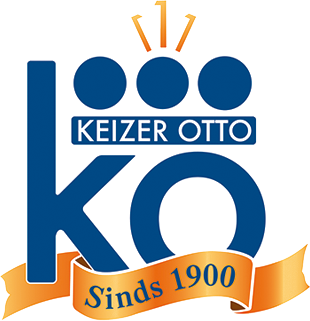 KEIZER OTTO
ko
Sinds 1900